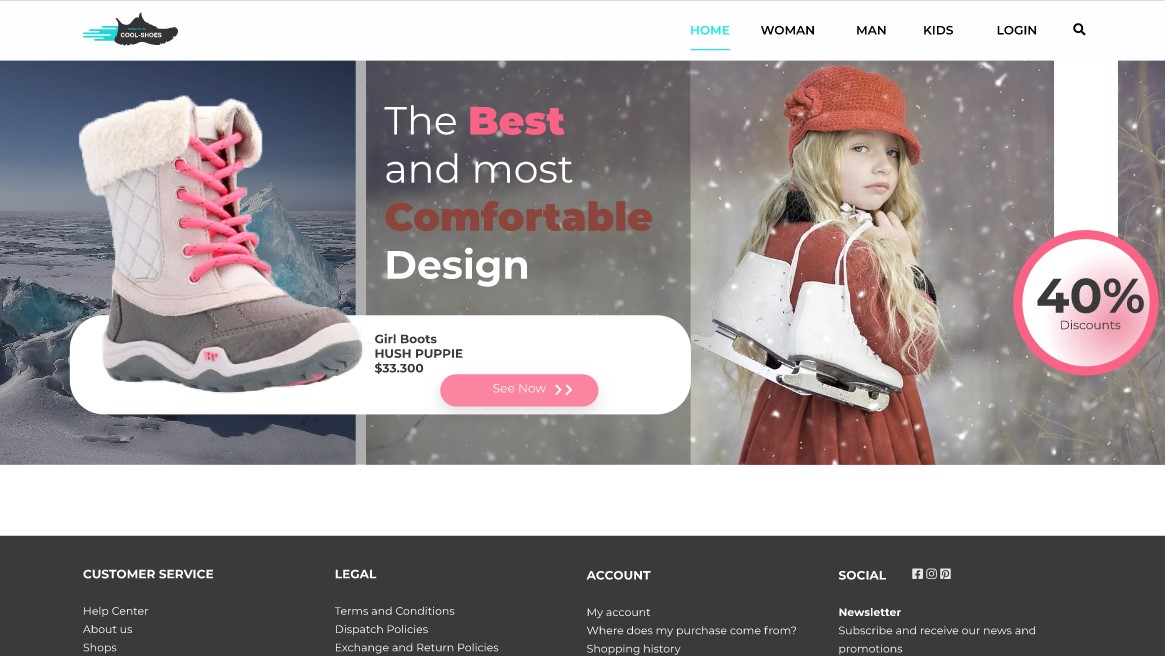 COOL-SHOES
HOME WOMAN MAN KIDS LOGIN
The Best
and most
Comfortable
Design
40%
Discounts
Girl Boots
HUSH PUPPIE
$33.300
See Now
CUSTOMER SERVICE
Help Center
About us
Shops
LEGAL
Terms and Conditions
Dispatch Policies
Exchange and Return Policies
ACCOUNT
My account
Where does my purchase come from?
Shopping history
SOCIAL
Newsletter
Subscribe and receive our news and
promotions